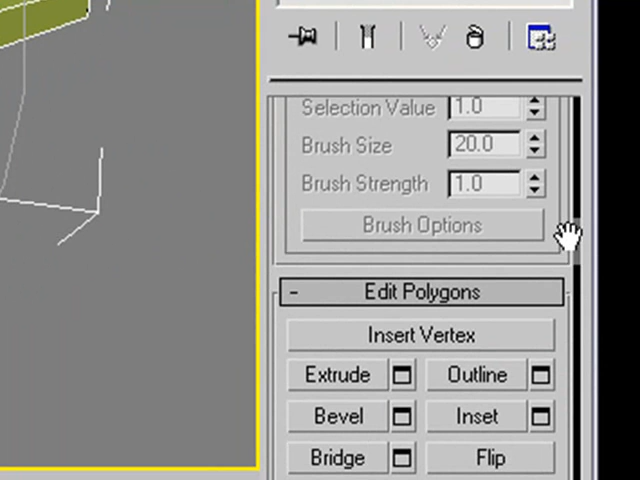 Selection Value 1.0
Brush Size 20.0
Brush Strength 1.0
Brush Options
- Edit Polygons
Insert Vertex
Extrude Outline
Bevel Inset
Bridge Flip